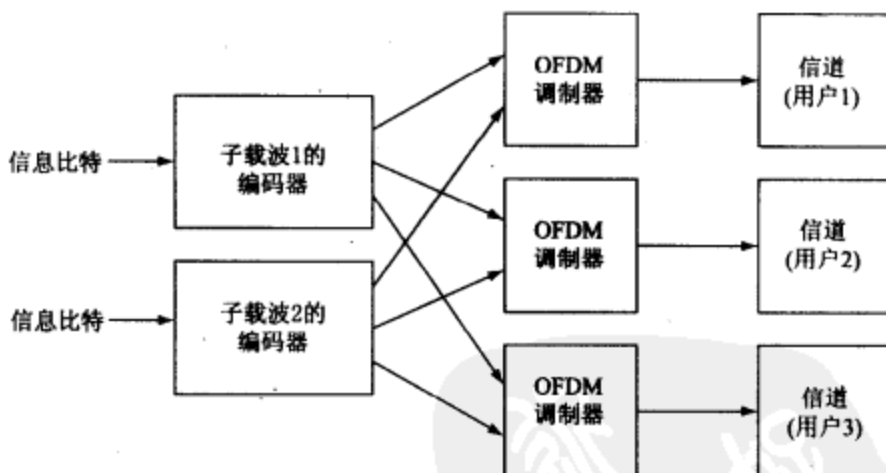 信息比特
子载波1的
编码器
信息比特
子载波2的
编码器
OFDM
调制器
信道
(用户1)
OFDM
调制器
信道
(用户2)
OFDM
调制器
信道
(用户3)